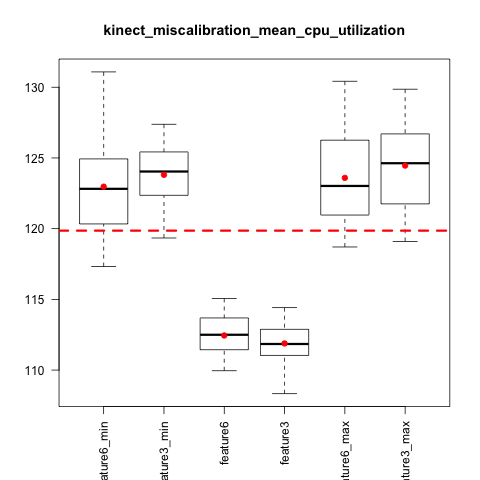 kinect_miscalibration_mean_cpu_utilization
130
125
120
115
110
ature6_min
ature3_min
feature6
feature3
ture6_max
ture3_max